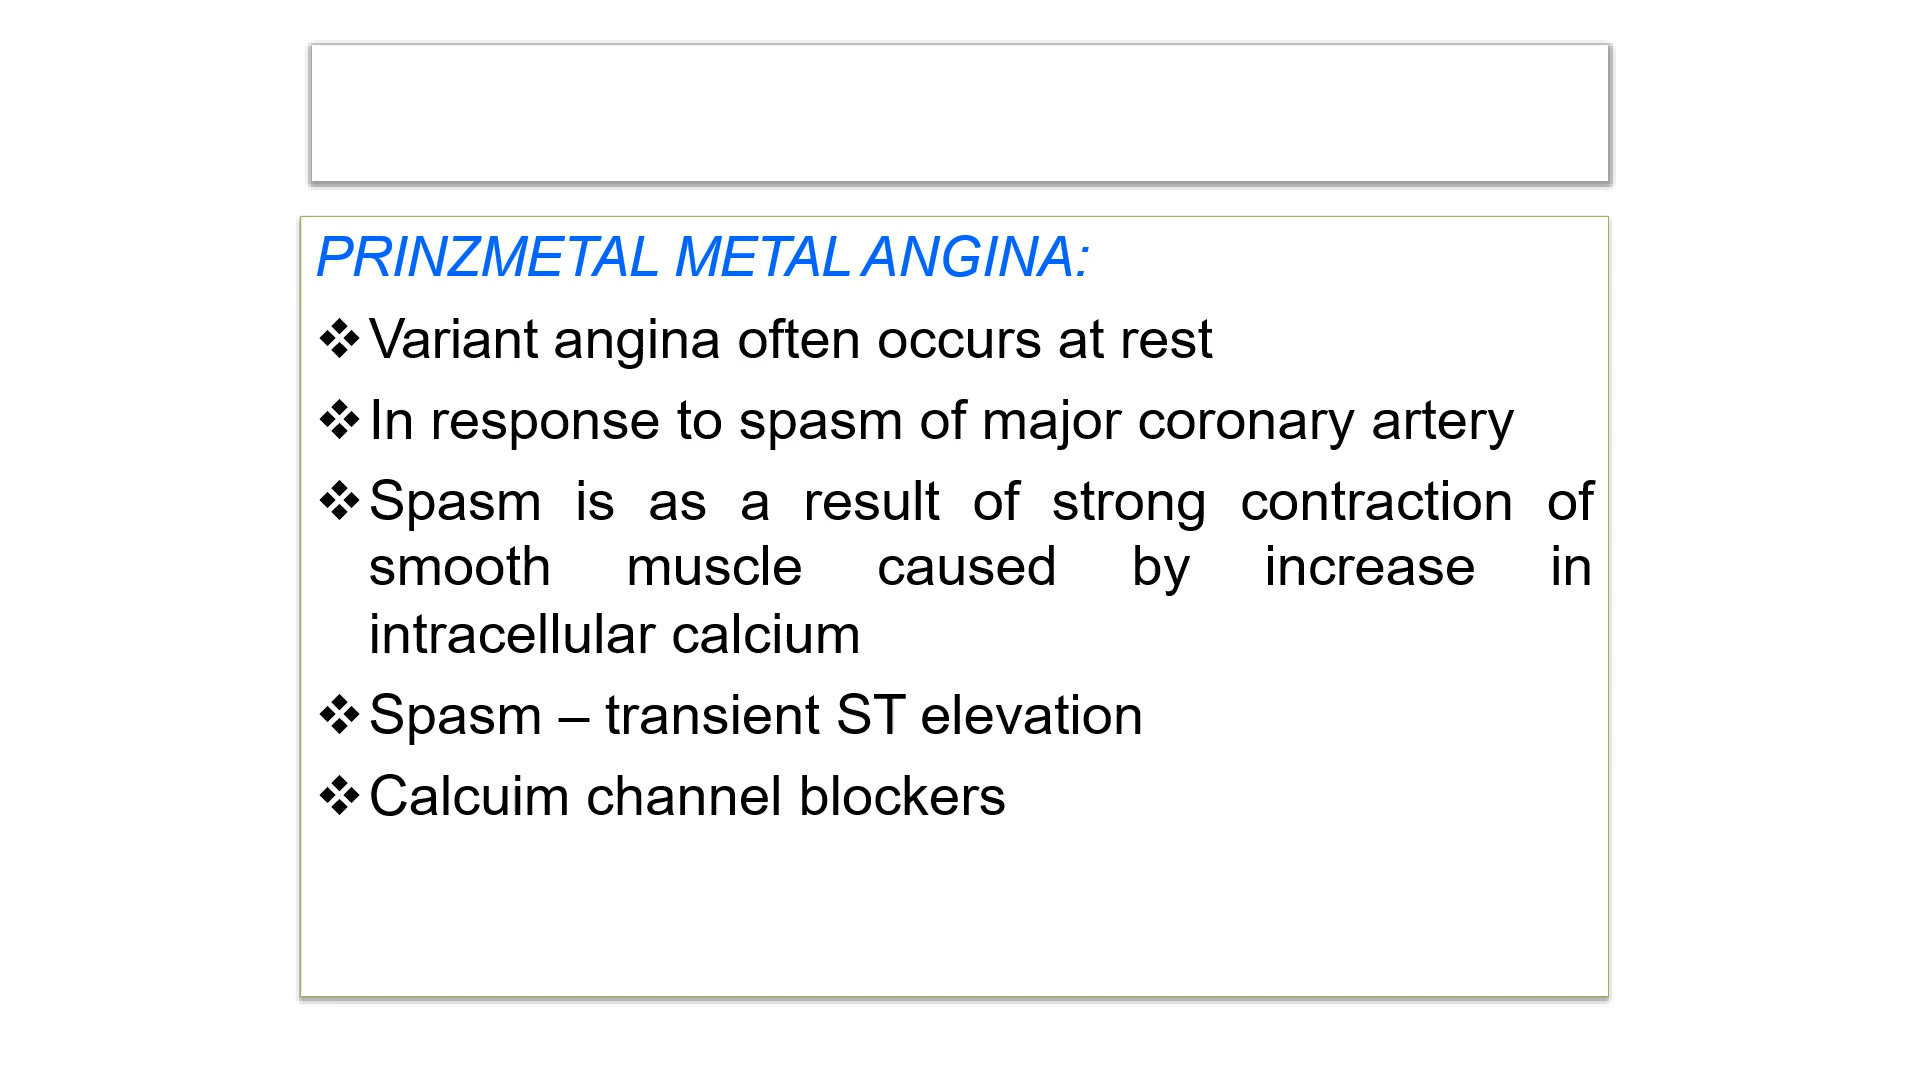 PRINZMETAL METAL ANGINA:
❖Variant angina often occurs at rest
❖In response to spasm of major coronary artery
❖Spasm is as a result of strong contraction of
smooth muscle caused by increase in
intracellular calcium
❖Spasm – transient ST elevation
❖Calcuim channel blockers